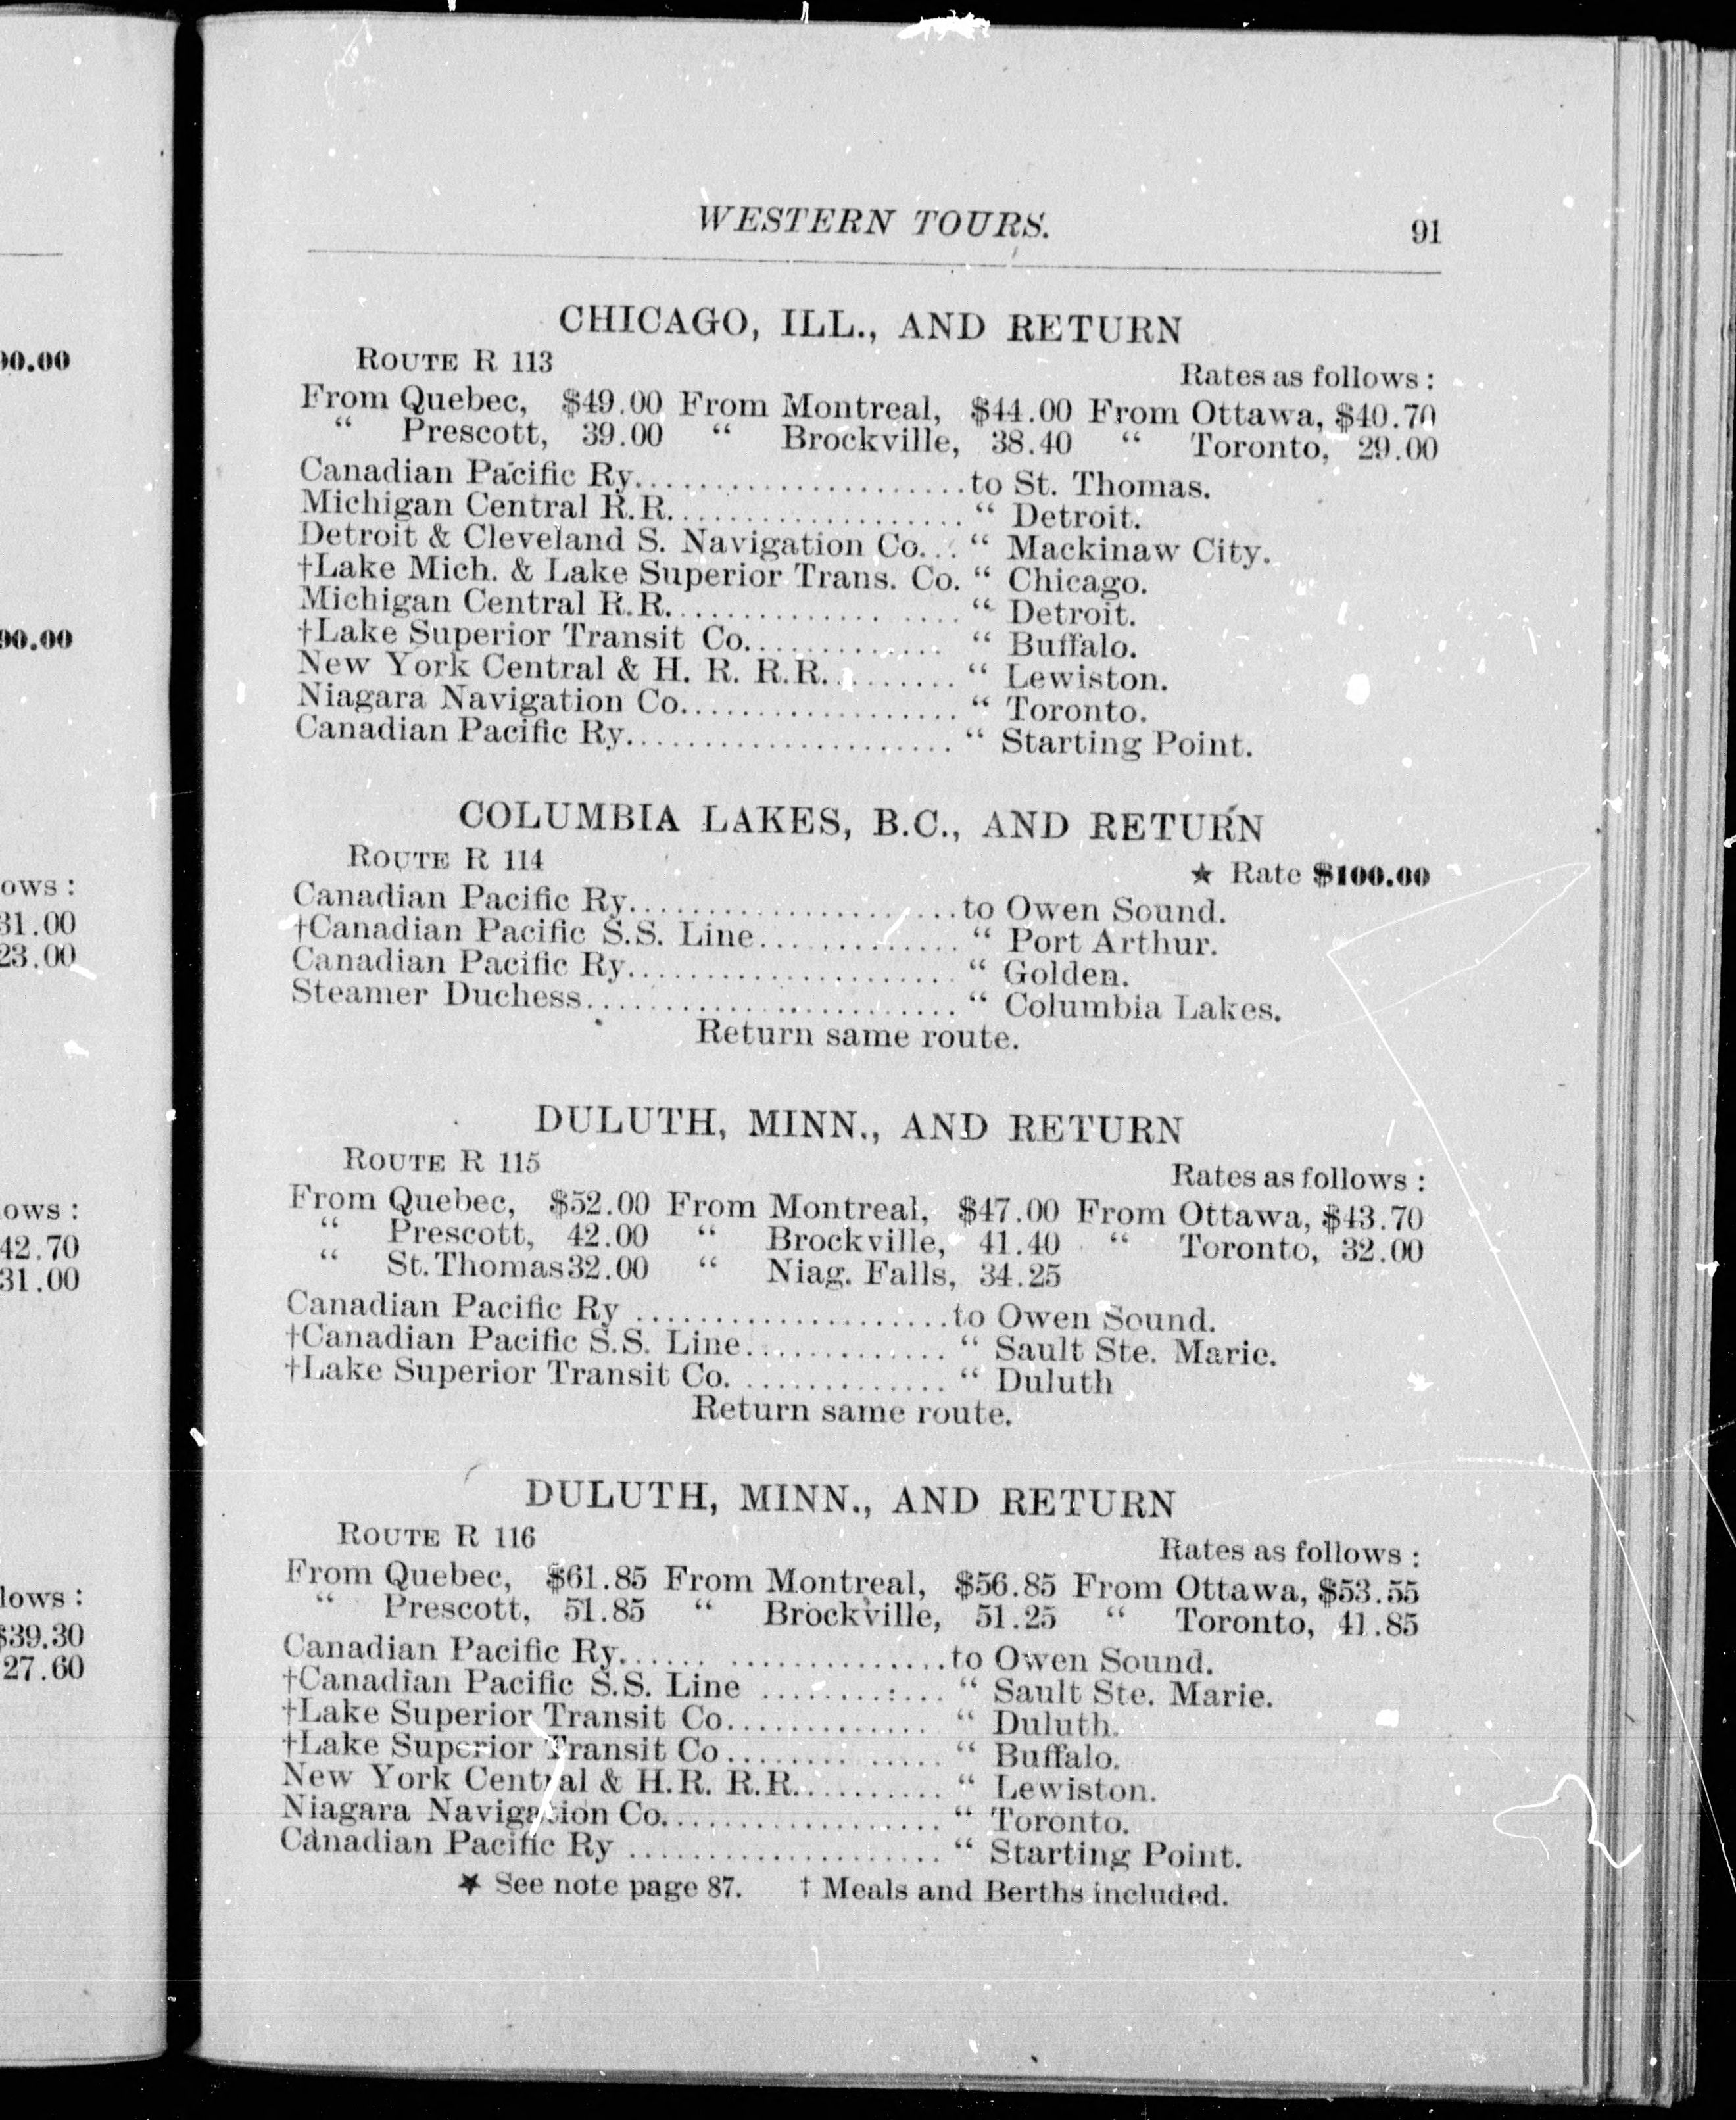 WESTERN TOURS. 91
CHICAGO, ILL., AND RETURN
ROUTE R 113 Rates as follows :
From Quebec, $49.00 From Montreal, $44.00 From Ottawa, $40.70
“ Prescott, 39.00 “ Brockville, 38.40 “ Toronto, 29.00
Canadian Pacific Ry......................to St. Thomas.
Michigan Central R.R................... “ Detroit.
Detroit & Cleveland S. Navigation Co... “ Mackinaw City.
†Lake Mich. & Lake Superior Trans. Co. “ Chicago.
Michigan Central R.R................... “ Detroit.
†Lake Superior Transit Co............. “ Buffalo.
New York Central & H. R. R.R......... “ Lewiston.
Niagara Navigation Co.................. “ Toronto.
Canadian Pacific Ry..................... “ Starting Point.
COLUMBIA LAKES, B.C., AND RETURN
ROUTE R 114 ★ Rate $100.00
Canadian Pacific Ry......................to Owen Sound.
†Canadian Pacific S.S. Line............. “ Port Arthur.
Canadian Pacific Ry...................... “ Golden.
Steamer Duchess......................... “ Columbia Lakes.
Return same route.
DULUTH, MINN., AND RETURN
ROUTE R 115 Rates as follows :
From Quebec, $52.00 From Montreal, $47.00 From Ottawa, $43.70
“ Prescott, 42.00 “ Brockville, 41.40 “ Toronto, 32.00
“ St. Thomas 32.00 “ Niag. Falls, 34.25
Canadian Pacific Ry .....................to Owen Sound.
†Canadian Pacific S.S. Line............. “ Sault Ste. Marie.
†Lake Superior Transit Co. ............. “ Duluth
Return same route.
DULUTH, MINN., AND RETURN
ROUTE R 116 Rates as follows :
From Quebec, $61.85 From Montreal, $56.85 From Ottawa, $53.55
“ Prescott, 51.85 “ Brockville, 51.25 “ Toronto, 41.85
Canadian Pacific Ry...... ...............to Owen Sound.
†Canadian Pacific S.S. Line ............ “ Sault Ste. Marie.
†Lake Superior Transit Co.............. “ Duluth.
†Lake Superior Transit Co.............. “ Buffalo.
New York Central & H.R. R.R.......... “ Lewiston.
Niagara Navigation Co.................. “ Toronto.
Canadian Pacific Ry ..................... “ Starting Point.
★ See note page 87. † Meals and Berths included.